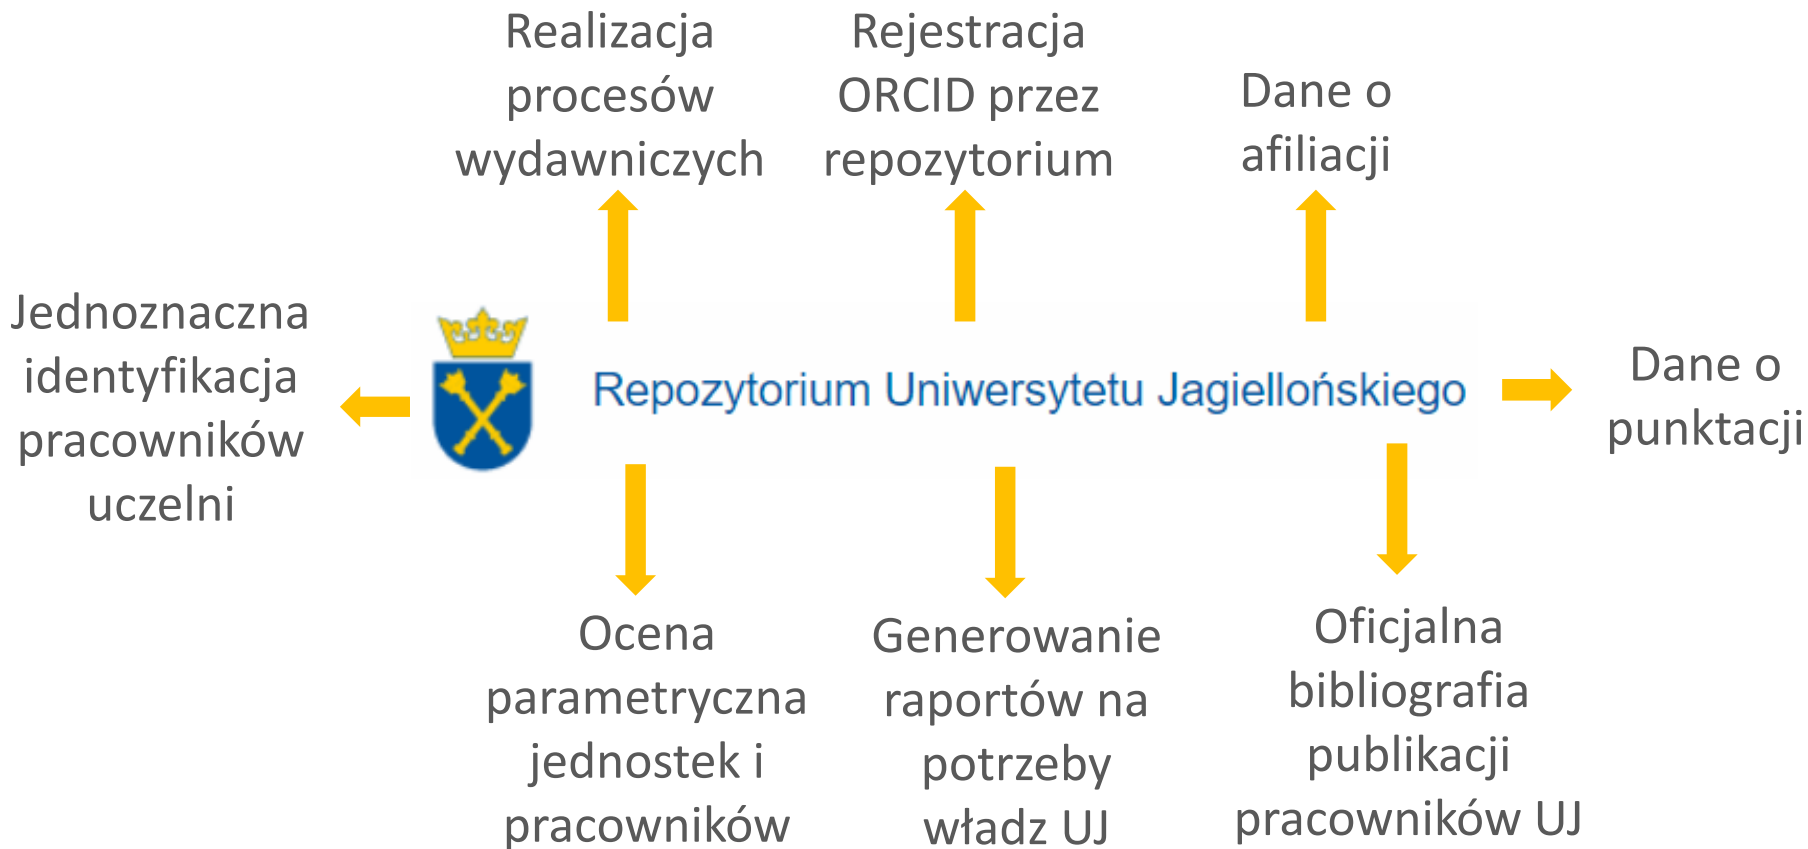 Realizacja
procesów
wydawniczych
Rejestracja
ORCID przez
repozytorium
Dane o
afiliacji
Jednoznaczna
identyfikacja
pracowników
uczelni
Repozytorium Uniwersytetu Jagiellońskiego
Dane o
punktacji
Ocena
parametryczna
jednostek i
pracowników
Generowanie
raportów na
potrzeby
władz UJ
Oficjalna
bibliografia
publikacji
pracowników UJ